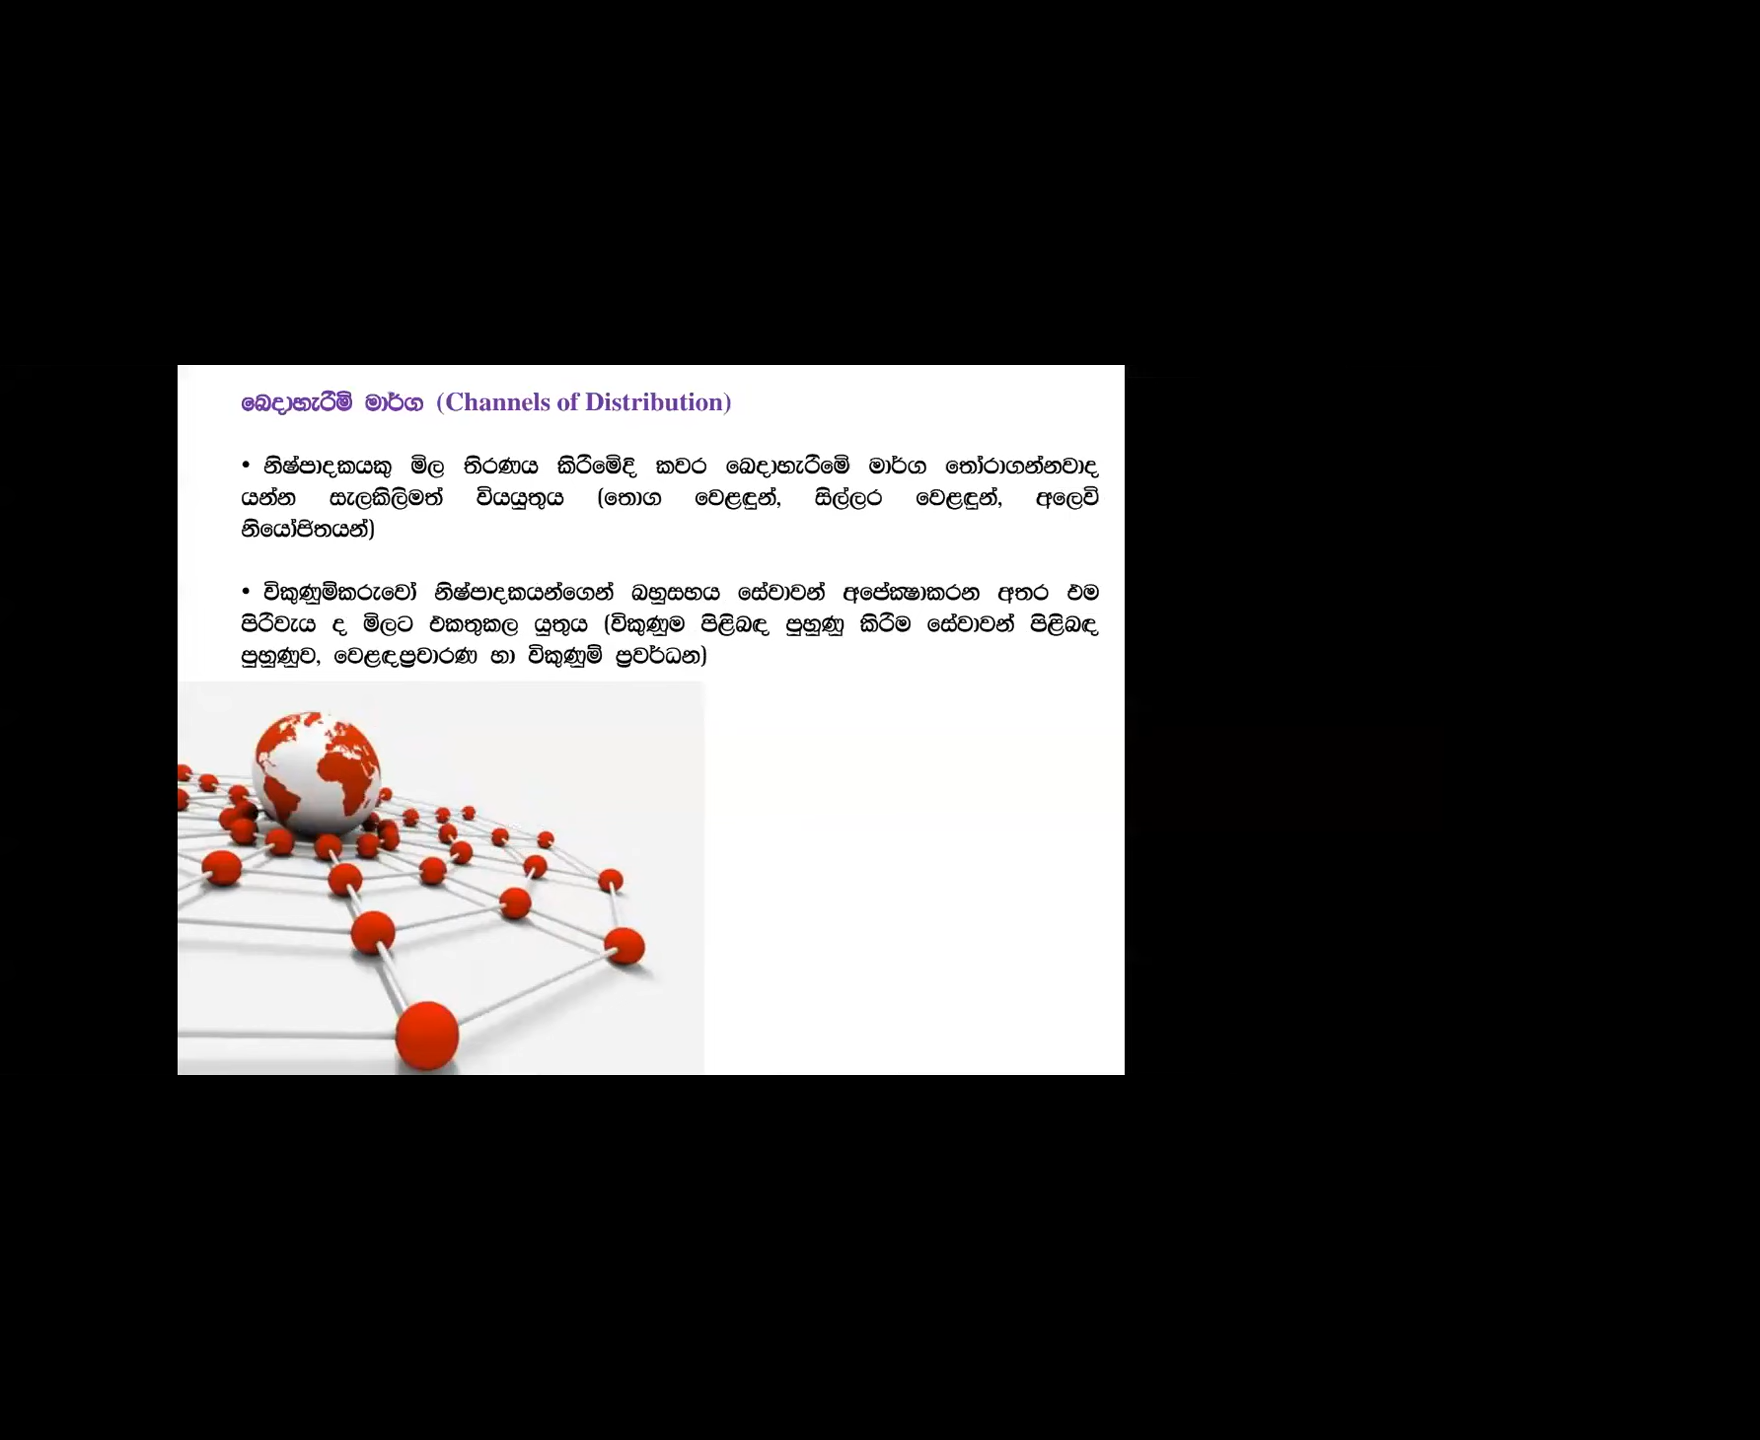 බෙදාහැරීමි මාර්ග (Channels of Distribution)
• නිෂ්පාදකයකු මිල තිරණය කිරීමේදි කවර බෙදාහැරීමේ මාර්ග තෝරාගන්නවාද
යන්න සැලකිලිමත් වියයුතුය (තොග වෙළඳුන්, සිල්ලර වෙළඳුන්, අලෙවි
නියෝජිතයන්)
• විකුණුම්කරුවෝ නිෂ්පාදකයන්ගෙන් බහුසහය සේවාවන් අපේක්‍ෂාකරන අතර එම
පිරිවැය ද මිලට එකතුකල යුතුය (විකුණුම පිළිබඳ පුහුණු කිරීම සේවාවන් පිළිබඳ
පුහුණුව, වෙළඳප්‍රචාරණ හා විකුණුම් ප්‍රවර්ධන)